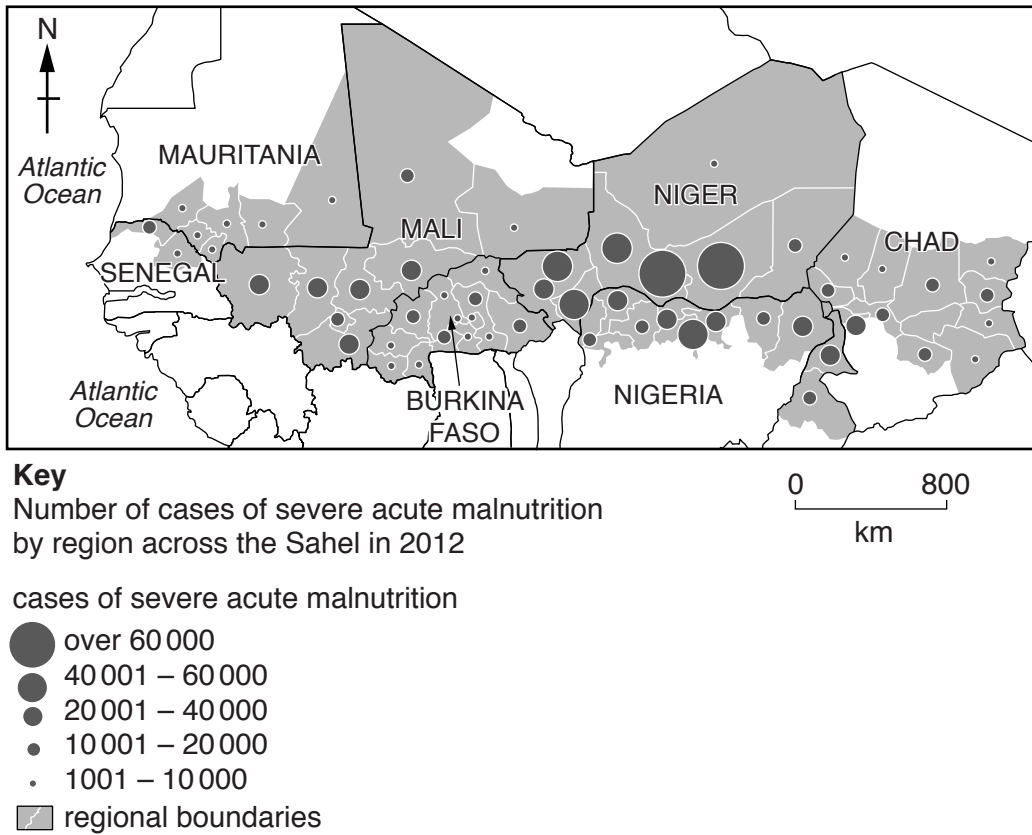 N
Atlantic
Ocean
MAURITANIA
MALI
NIGER
CHAD
SENEGAL
Atlantic
Ocean
BURKINA
FASO
NIGERIA
Key
Number of cases of severe acute malnutrition
by region across the Sahel in 2012
0 800
km
cases of severe acute malnutrition
over 60 000
40 001 – 60 000
20 001 – 40 000
10 001 – 20 000
1001 – 10 000
regional boundaries